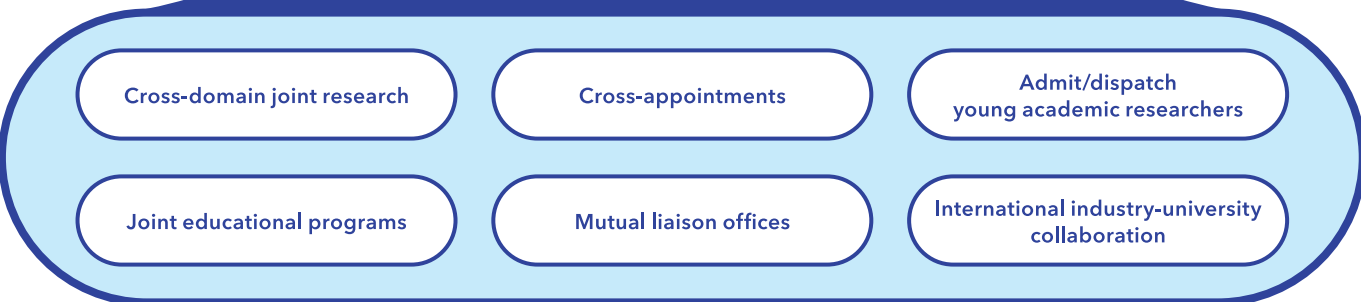 Cross-domain joint research
Cross-appointments
Admit/dispatch
young academic researchers
Joint educational programs
Mutual liaison offices
International industry-university
collaboration